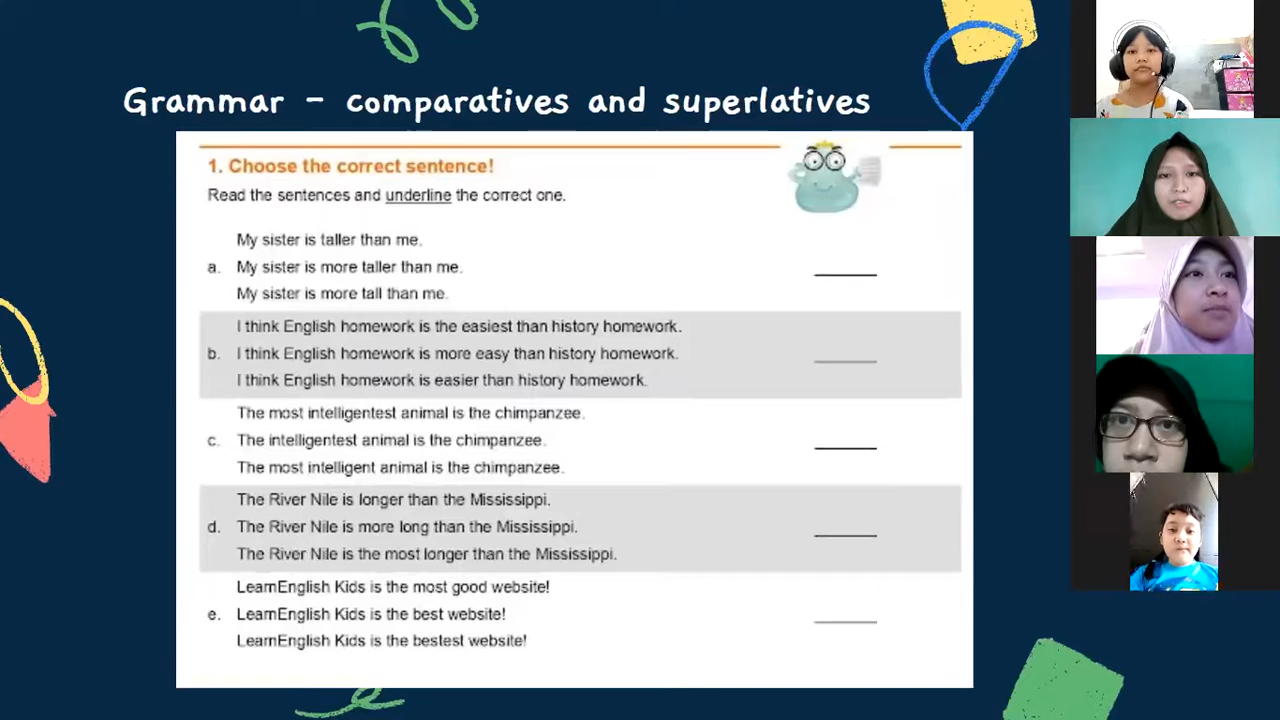 Grammar - comparatives and superlatives
1. Choose the correct sentence!
Read the sentences and underline the correct one.
My sister is taller than me.
a. My sister is more taller than me.
My sister is more tall than me.
I think English homework is the easiest than history homework.
b. I think English homework is more easy than history homework.
I think English homework is easier than history homework.
The most intelligentest animal is the chimpanzee.
c. The intelligentest animal is the chimpanzee.
The most intelligent animal is the chimpanzee.
The River Nile is longer than the Mississippi.
d. The River Nile is more long than the Mississippi.
The River Nile is the most longer than the Mississippi.
LearnEnglish Kids is the most good website!
e. LearnEnglish Kids is the best website!
LearnEnglish Kids is the bestest website!